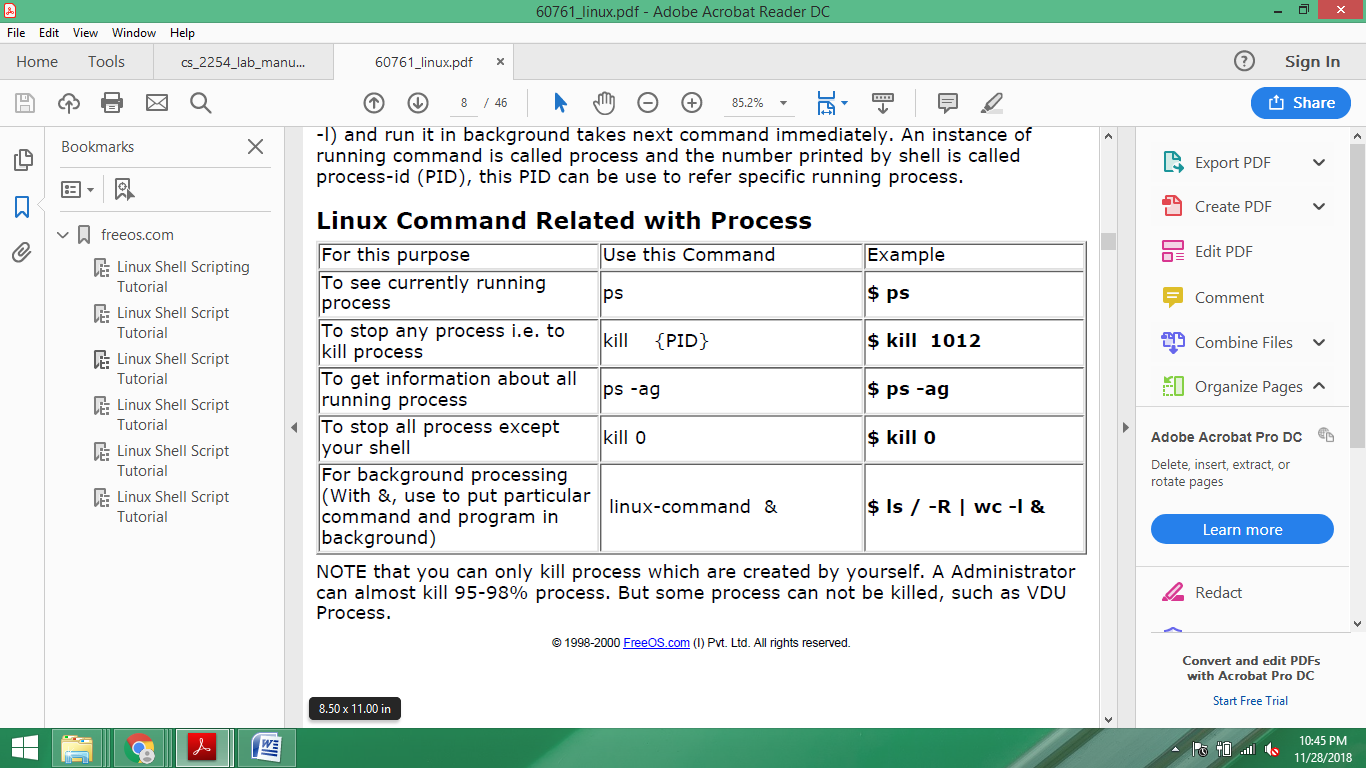 60761_linux.pdf - Adobe Acrobat Reader DC
File Edit View Window Help
Home Tools cs_2254_lab_manu... 60761_linux.pdf × ? Sign In
8 / 46 85.2% Share
Bookmarks
freeos.com
Linux Shell Scripting
Tutorial
Linux Shell Script
Tutorial
Linux Shell Script
Tutorial
Linux Shell Script
Tutorial
Linux Shell Script
Tutorial
Linux Shell Script
Tutorial
-l) and run it in background takes next command immediately. An instance of
running command is called process and the number printed by shell is called
process-id (PID), this PID can be use to refer specific running process.
Linux Command Related with Process
For this purpose Use this Command Example
To see currently running
process
ps $ ps
To stop any process i.e. to
kill process
kill {PID} $ kill 1012
To get information about all
running process
ps -ag $ ps -ag
To stop all process except
your shell
kill 0 $ kill 0
For background processing
(With &, use to put particular
command and program in
background)
linux-command & $ ls / -R | wc -l &
NOTE that you can only kill process which are created by yourself. A Administrator
can almost kill 95-98% process. But some process can not be killed, such as VDU
Process.
© 1998-2000 FreeOS.com (I) Pvt. Ltd. All rights reserved.
8.50 x 11.00 in
Export PDF
Create PDF
Edit PDF
Comment
Combine Files
Organize Pages
Adobe Acrobat Pro DC
Delete, insert, extract, or
rotate pages
Learn more
Redact
Convert and edit PDFs
with Acrobat Pro DC
Start Free Trial
10:45 PM
11/28/2018